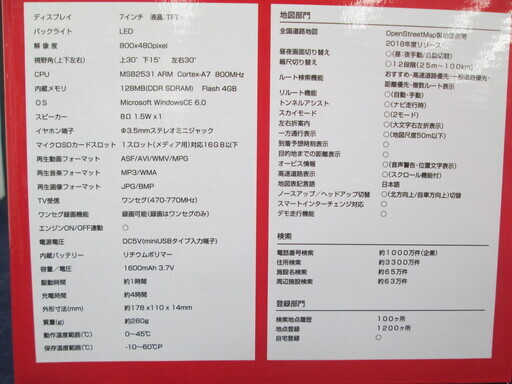 ディスプレイ 7インチ 液晶:TFT
バックライト LED
解像度 800x480pixel
視野角(上下左右) 上30° 下15° 左右30°
CPU MSB2531 ARM Cortex-A7 800MHz
内蔵メモリ 128MB(DDR SDRAM) Flash 4GB
OS Microsoft WindowsCE 6.0
スピーカー 8Ω 1.5W x1
イヤホン端子 Φ3.5mmステレオミニジャック
マイクロSDカードスロット 1スロット(メディア用)対応16GB以下
再生動画フォーマット ASF/AVI/WMV/MPG
再生音楽フォーマット MP3/WMA
再生画像フォーマット JPG/BMP
TV受信 ワンセグ(470-770MHz)
ワンセグ録画機能 録画可能(録画はワンセグのみ)
エンジンON/OFF連動 ○
電源電圧 DC5V(miniUSBタイプ入力端子)
内蔵バッテリー リチウムポリマー
容量/電圧 1600mAh 3.7V
駆動時間 約1時間
充電時間 約4時間
外形寸法(mm) 約178x110x14mm
質量(g) 約260g
動作温度範囲(℃) 0~45℃
保存温度範囲(℃) -10~60℃P
地図部門
全国道路地図 OpenStreetMap製地図使用
2018年度リリース
昼夜画面切り替え ○(昼/夜手動/自動切替)
縮尺切り替え ○12段階(25m~100km)
ルート検索機能 おすすめ・高速道路優先・一般道路優先・
距離優先・複数ルート表示
リルート機能 ○(自動・手動)
トンネルアシスト ○(ナビ走行時)
スカイモード ○(2モード)
左右折案内 ○(大文字右左折表示)
一方通行表示 ○(地図尺度50m以下)
到着予想時刻表示 ○
目的地までの距離表示 ○
オービス情報 ○(音声警告・位置文字表示)
高速道路表示 ○(スクロール機能付)
地図表記言語 日本語
ノースアップ/ヘッドアップ切替 ○(北方向上/自車方向上)切替
スマートインターチェンジ対応 ○
デモ走行機能 ○
検索
電話番号検索 約1000万件(企業)
住所検索 約3300万件
施設名検索 約65万件
周辺施設検索 約63万件
登録部門
検索地点履歴 100ヶ所
地点登録 1200ヶ所
自宅登録 ○